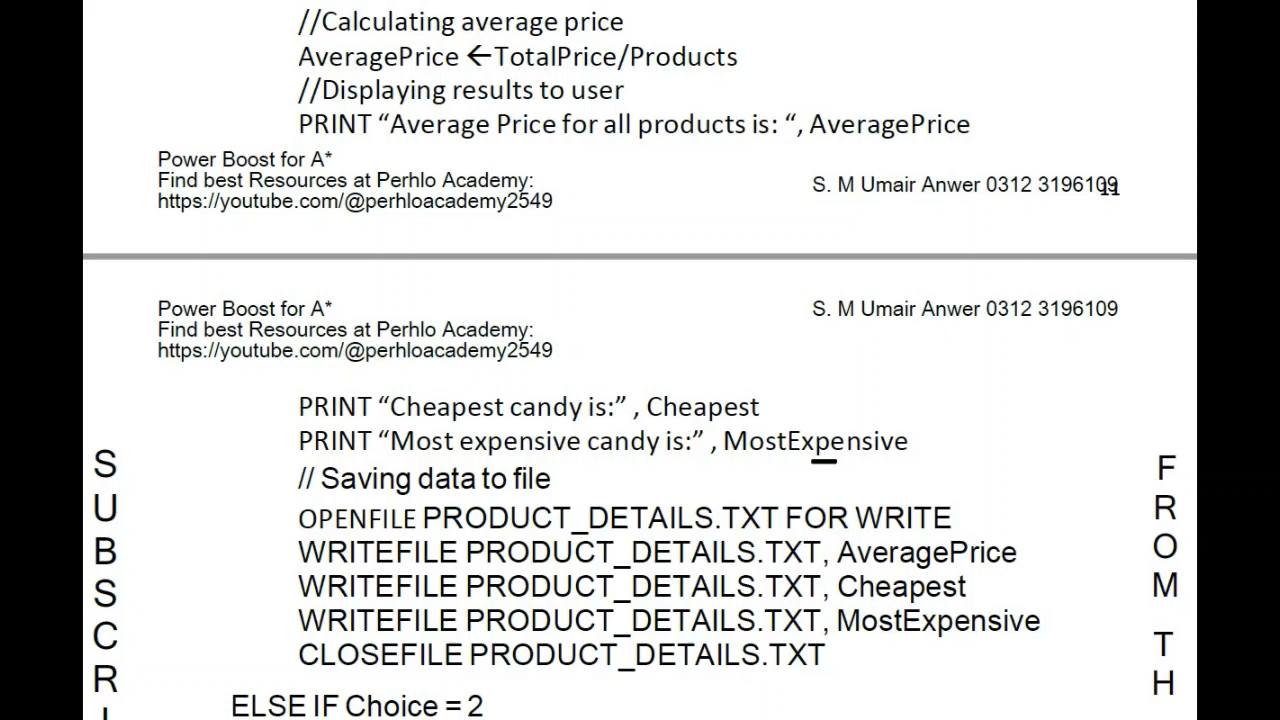 //Calculating average price
AveragePrice ←TotalPrice/Products
//Displaying results to user
PRINT “Average Price for all products is: “, AveragePrice
Power Boost for A*
Find best Resources at Perhlo Academy:
https://youtube.com/@perhloacademy2549
S. M Umair Anwer 0312 3196109
11
Power Boost for A*
Find best Resources at Perhlo Academy:
https://youtube.com/@perhloacademy2549
S. M Umair Anwer 0312 3196109
PRINT “Cheapest candy is:” , Cheapest
PRINT “Most expensive candy is:” , MostExpensive
// Saving data to file
OPENFILE PRODUCT_DETAILS.TXT FOR WRITE
WRITEFILE PRODUCT_DETAILS.TXT, AveragePrice
WRITEFILE PRODUCT_DETAILS.TXT, Cheapest
WRITEFILE PRODUCT_DETAILS.TXT, MostExpensive
CLOSEFILE PRODUCT_DETAILS.TXT
ELSE IF Choice = 2
S
U
B
S
C
R
F
R
O
M
T
H